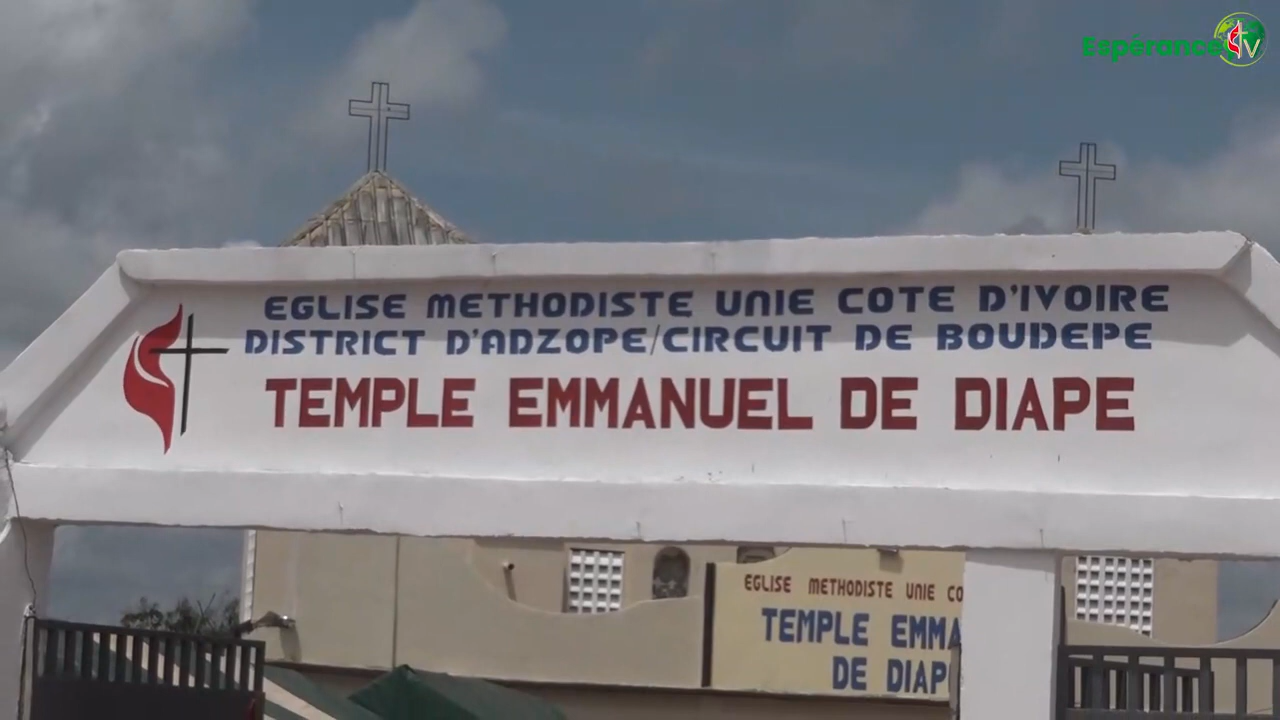 Espérance TV
EGLISE METHODISTE UNIE COTE D'IVOIRE
DISTRICT D'ADZOPE/CIRCUIT DE BOUDEPE
TEMPLE EMMANUEL DE DIAPE
EGLISE METHODISTE UNIE CO
TEMPLE EMMA
DE DIAP